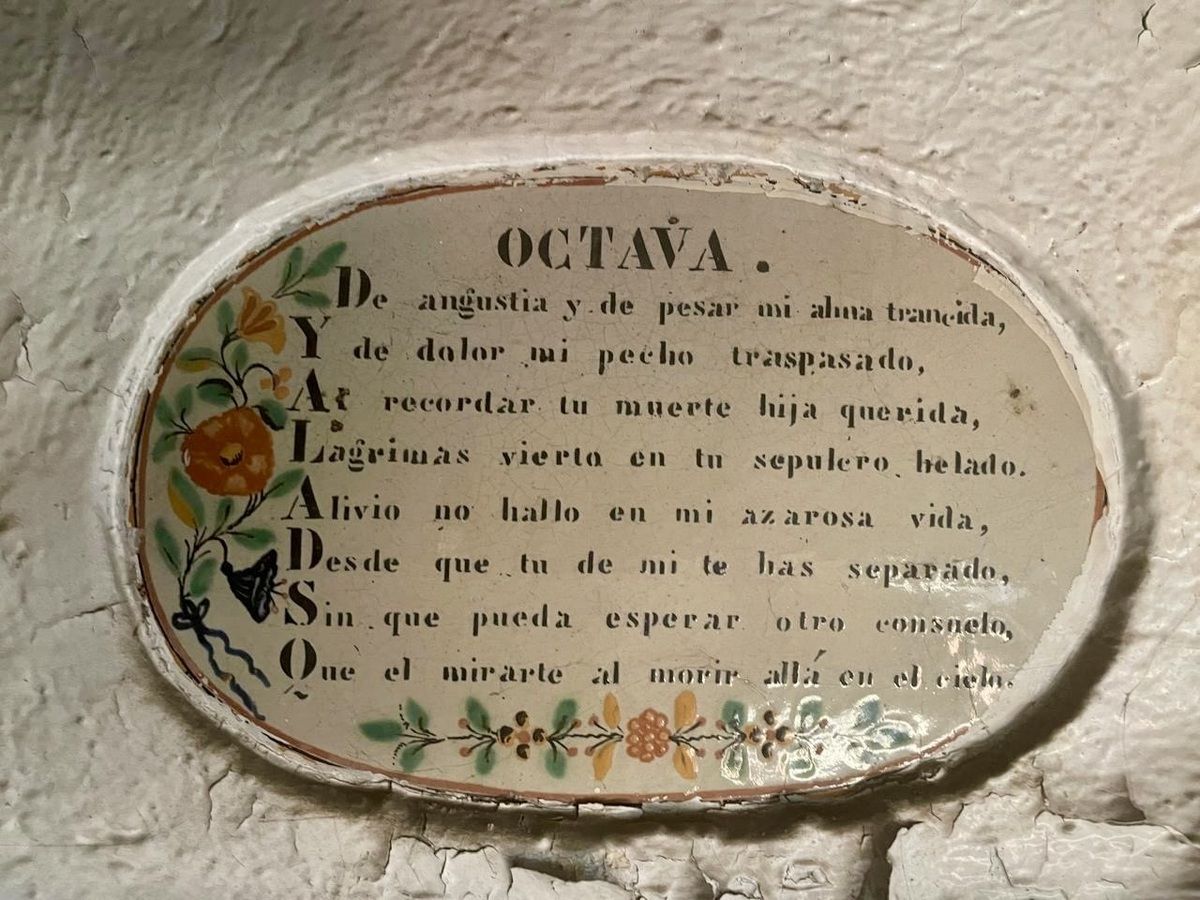 OCTAVA.
De angustia y de pesar mi alma trancida,
Y de dolor mi pecho traspasado,
Al recordar tu muerte hija querida,
Lagrimas vierto en tu sepulcro helado.
Alivio no hallo en mi azarosa vida,
Desde que tu de mi te has separado,
Sin que pueda esperar otro consuelo,
Que el mirarte al morir allá en el cielo.